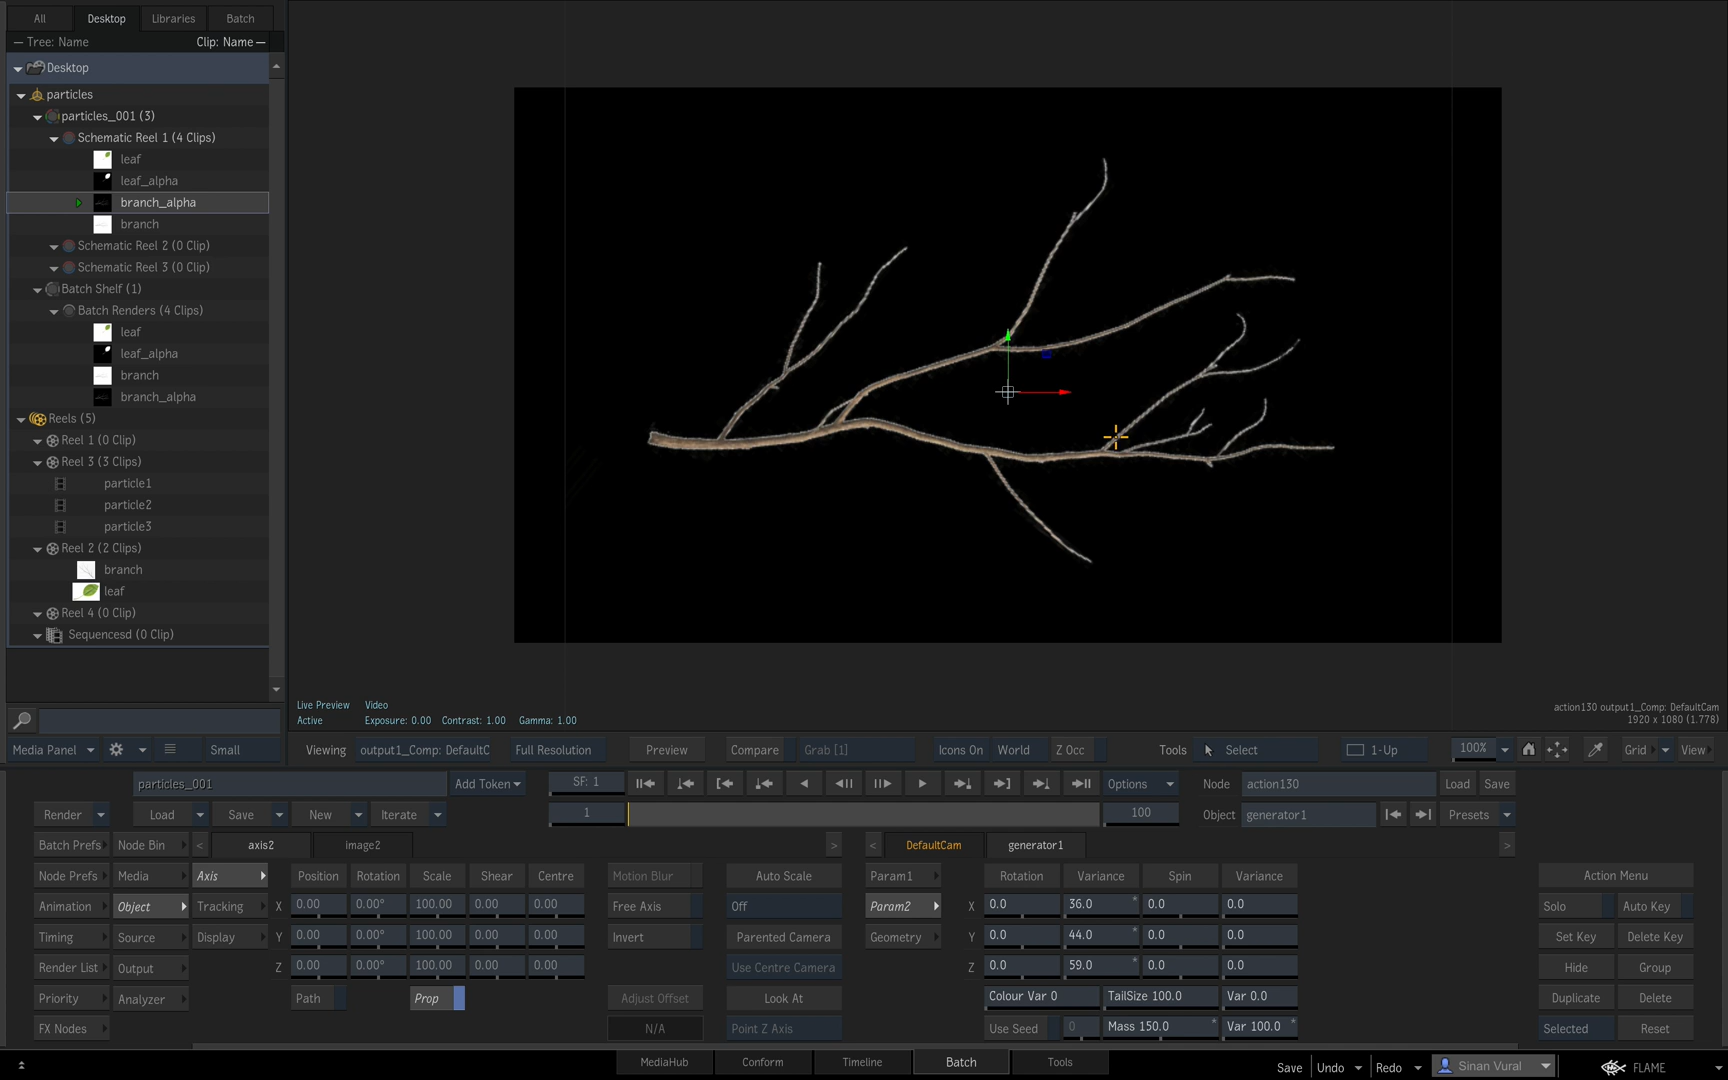 All Desktop Libraries Batch
Tree: Name Clip: Name
Desktop
particles
particles_001 (3)
Schematic Reel 1 (4 Clips)
leaf
leaf_alpha
branch_alpha
branch
Schematic Reel 2 (0 Clip)
Schematic Reel 3 (0 Clip)
Batch Shelf (1)
Batch Renders (4 Clips)
leaf
leaf_alpha
branch
branch_alpha
Reels (5)
Reel 1 (0 Clip)
Reel 3 (3 Clips)
particle1
particle2
particle3
Reel 2 (2 Clips)
branch
leaf
Reel 4 (0 Clip)
Sequencesd (0 Clip)
Live Preview Video
Active Exposure: 0.00 Contrast: 1.00 Gamma: 1.00
action130 output1_Comp: DefaultCam
1920 x 1080 (1.778)
Media Panel Small Viewing output1_Comp: DefaultC Full Resolution Preview Compare Grab [1] Icons On World Z Occ Tools Select 1-Up 100% Grid View
particles_001 Add Token SF: 1 Options Node action130 Load Save
Render Load Save New Iterate 1 100 Object generator1 Presets
Batch Prefs Node Bin < axis2 image2 > < DefaultCam generator1 >
Node Prefs Media Axis Position Rotation Scale Shear Centre Motion Blur Auto Scale Param1 Rotation Variance Spin Variance Action Menu
Animation Object Tracking X 0.00 0.00° 100.00 0.00 0.00 Free Axis Off Param2 X 0.0 36.0 * 0.0 0.0 Solo Auto Key
Timing Source Display Y 0.00 0.00° 100.00 0.00 0.00 Invert Parented Camera Geometry Y 0.0 44.0 * 0.0 0.0 Set Key Delete Key
Render List Output Z 0.00 0.00° 100.00 0.00 0.00 Use Centre Camera Z 0.0 59.0 * 0.0 0.0 Hide Group
Priority Analyzer Path Prop Adjust Offset Look At Colour Var 0 TailSize 100.0 Var 0.0 Duplicate Delete
FX Nodes N/A Point Z Axis Use Seed 0 Mass 150.0 * Var 100.0 * Selected Reset
MediaHub Conform Timeline Batch Tools Save Undo Redo Sinan Vural FLAME